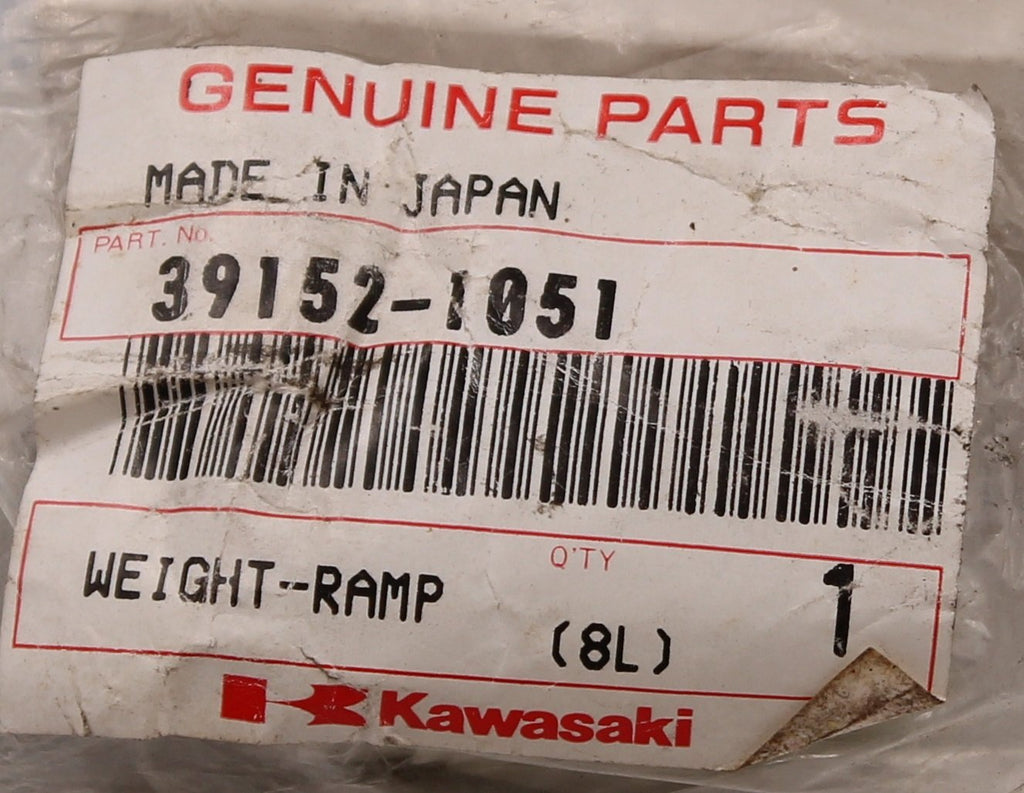 GENUINE PARTS
MADE IN JAPAN
PART. No.
39152-1051
WEIGHT-RAMP
Q'TY
1
(8L)
Kawasaki